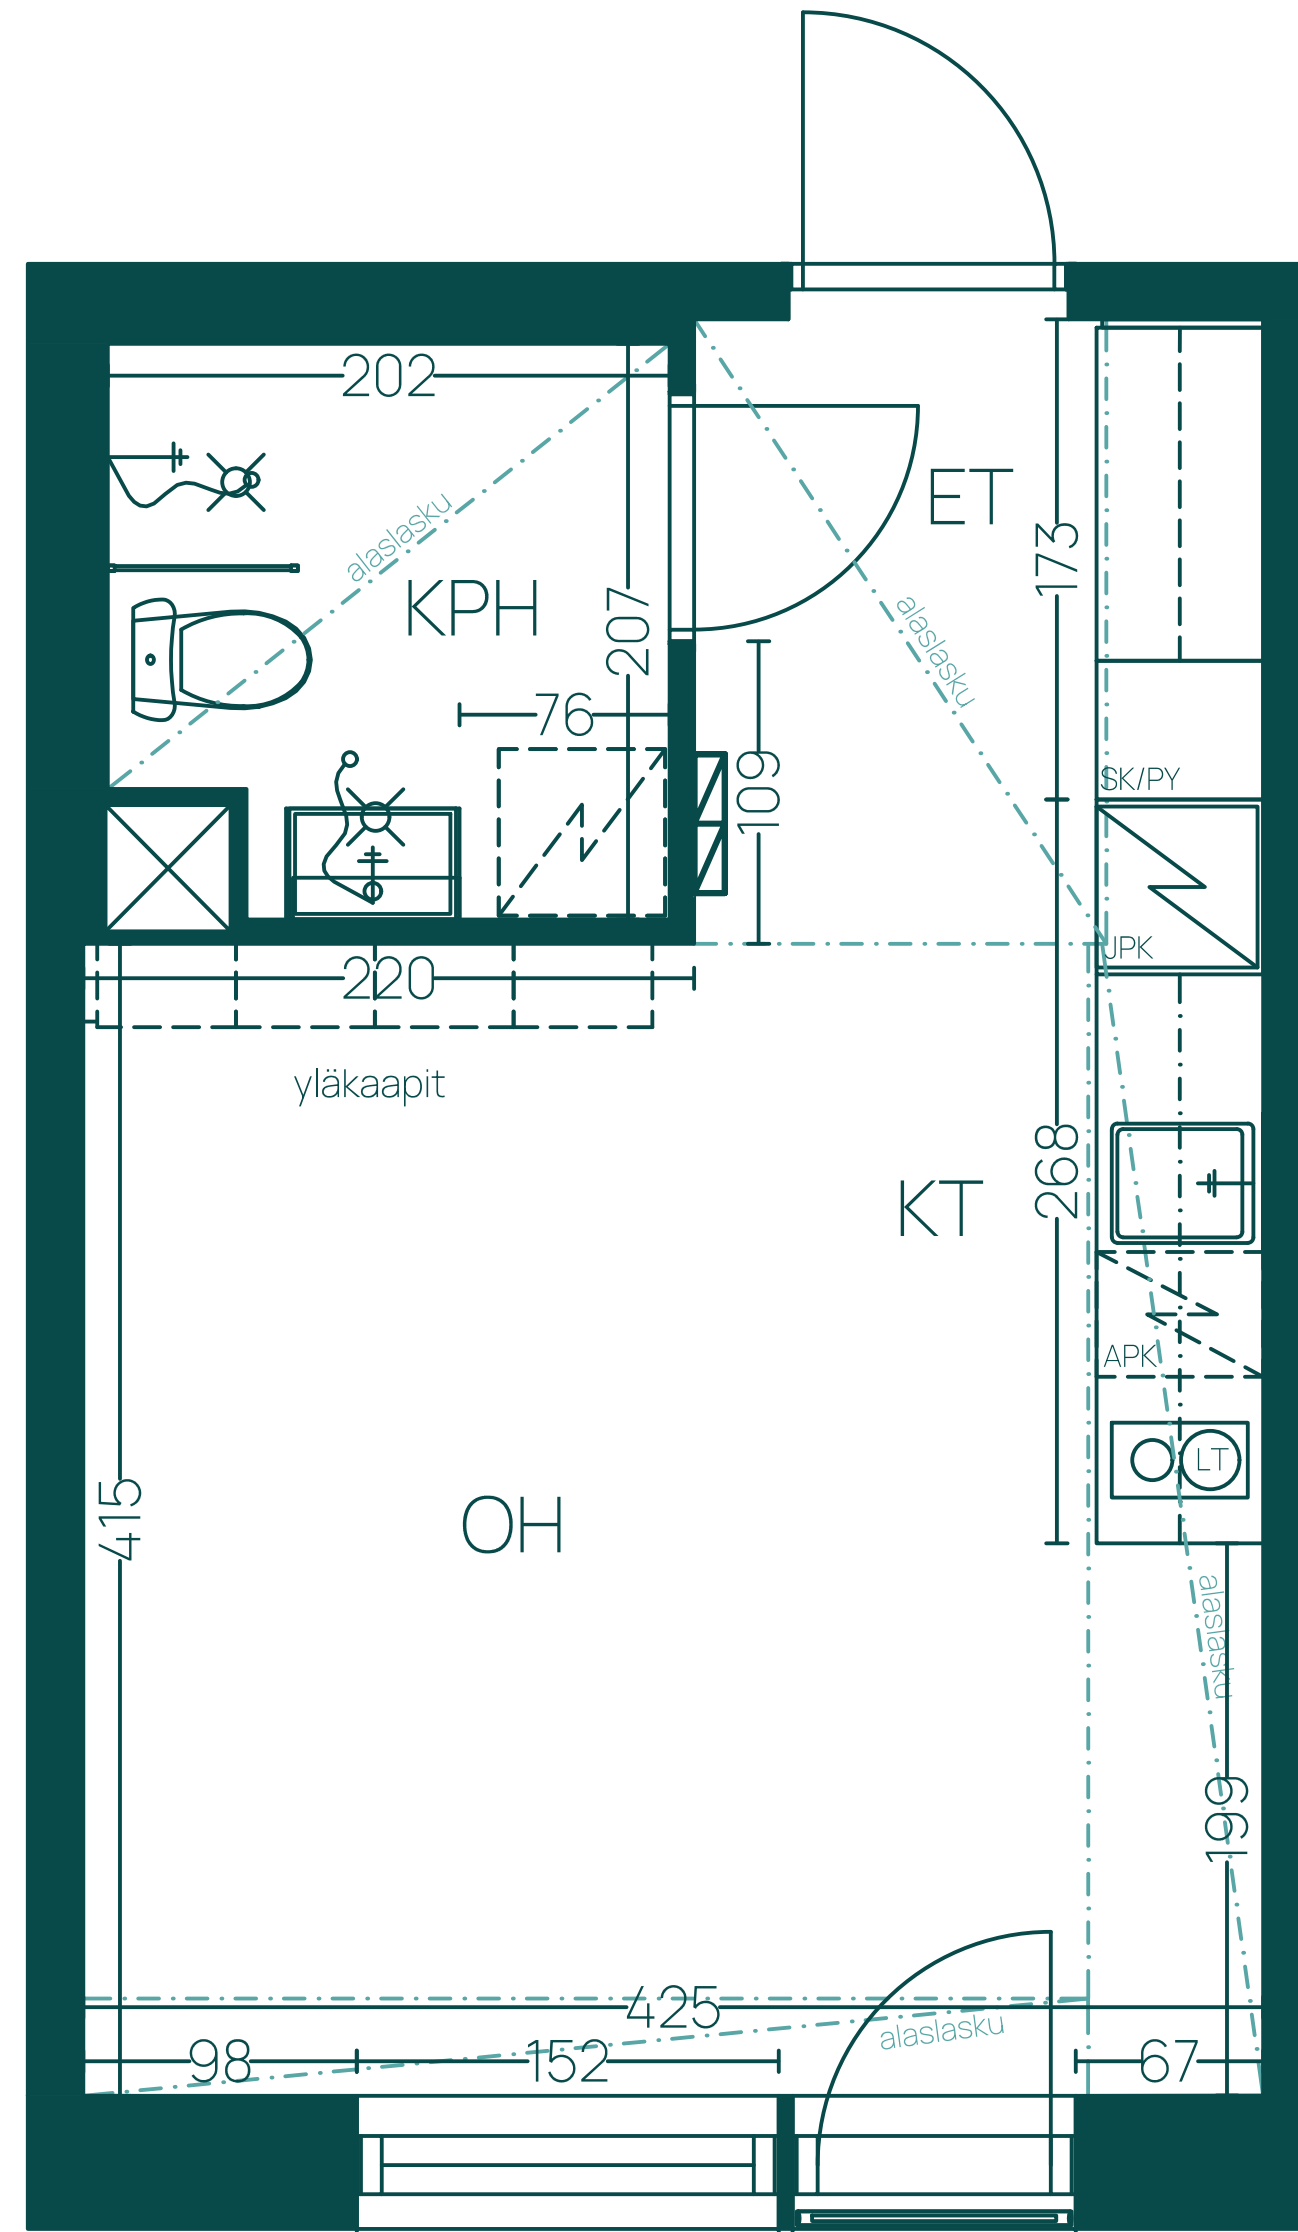 202
ET
173
alaslasku
KPH
207
alaslasku
76
109
SK/PY
JPK
220
yläkaapit
268
KT
APK
LT
415
OH
alaslasku
199
425
alaslasku
98
152
67